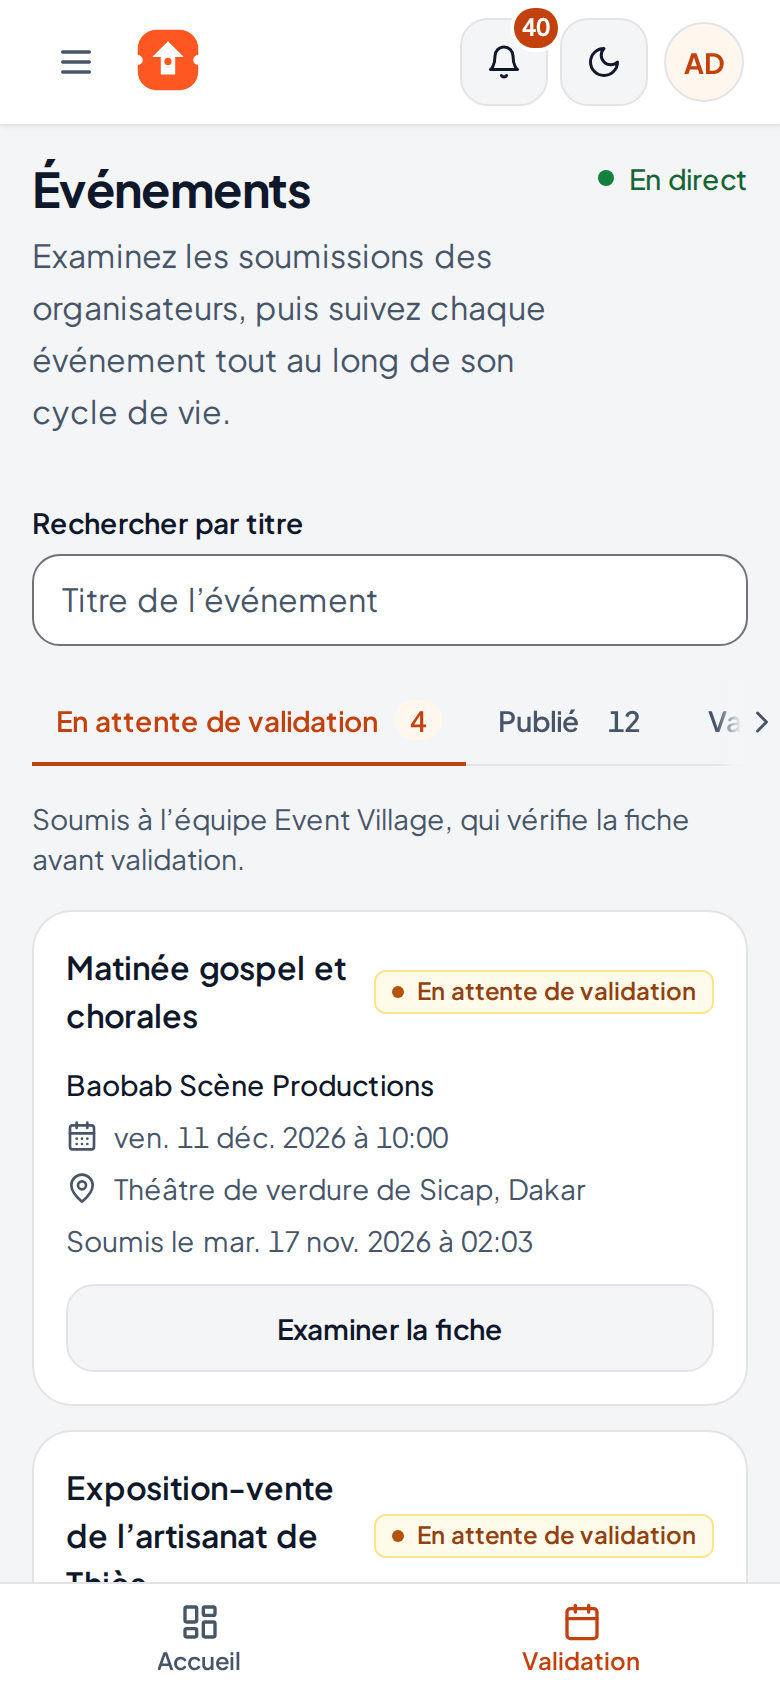 40
AD
Événements
En direct
Examinez les soumissions des
organisateurs, puis suivez chaque
événement tout au long de son
cycle de vie.
Rechercher par titre
Titre de l’événement
En attente de validation 4 Publié 12
Soumis à l’équipe Event Village, qui vérifie la fiche
avant validation.
Matinée gospel et
chorales
En attente de validation
Baobab Scène Productions
ven. 11 déc. 2026 à 10:00
Théâtre de verdure de Sicap, Dakar
Soumis le mar. 17 nov. 2026 à 02:03
Examiner la fiche
Exposition-vente
de l’artisanat de
Thiès
En attente de validation
Accueil
Validation